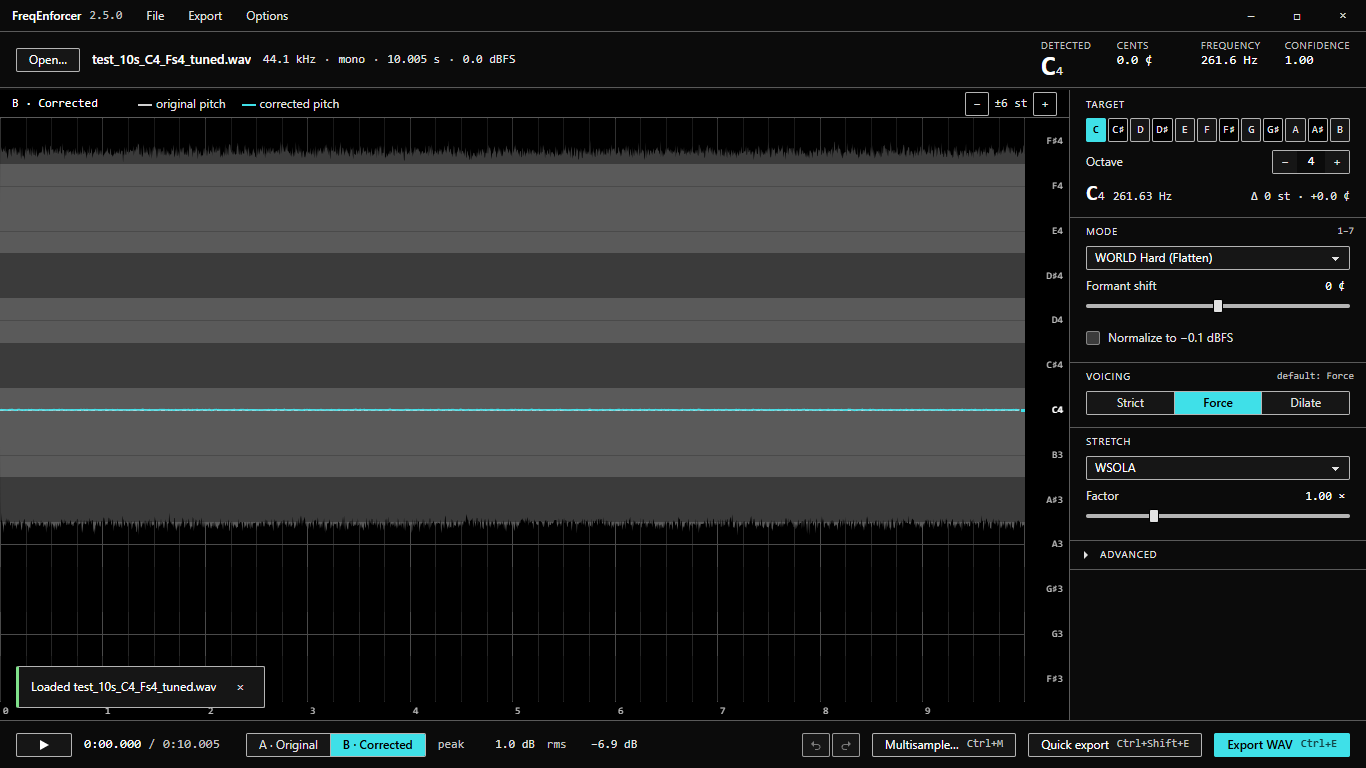 FreqEnforcer 2.5.0 File Export Options
Open... test_10s_C4_Fs4_tuned.wav 44.1 kHz · mono · 10.005 s · 0.0 dBFS
DETECTED CENTS FREQUENCY CONFIDENCE
C4 0.0 ¢ 261.6 Hz 1.00
B · Corrected original pitch corrected pitch − ±6 st +
F♯4
F4
E4
D♯4
D4
C♯4
C4
B3
A♯3
A3
G♯3
G3
F♯3
0 1 2 3 4 5 6 7 8 9
Loaded test_10s_C4_Fs4_tuned.wav ×
TARGET
C C♯ D D♯ E F F♯ G G♯ A A♯ B
Octave − 4 +
C4 261.63 Hz Δ 0 st · +0.0 ¢
MODE 1–7
WORLD Hard (Flatten)
Formant shift 0 ¢
Normalize to −0.1 dBFS
VOICING default: Force
Strict Force Dilate
STRETCH
WSOLA
Factor 1.00 ×
ADVANCED
0:00.000 / 0:10.005 A · Original B · Corrected peak 1.0 dB rms −6.9 dB Multisample... Ctrl+M Quick export Ctrl+Shift+E Export WAV Ctrl+E